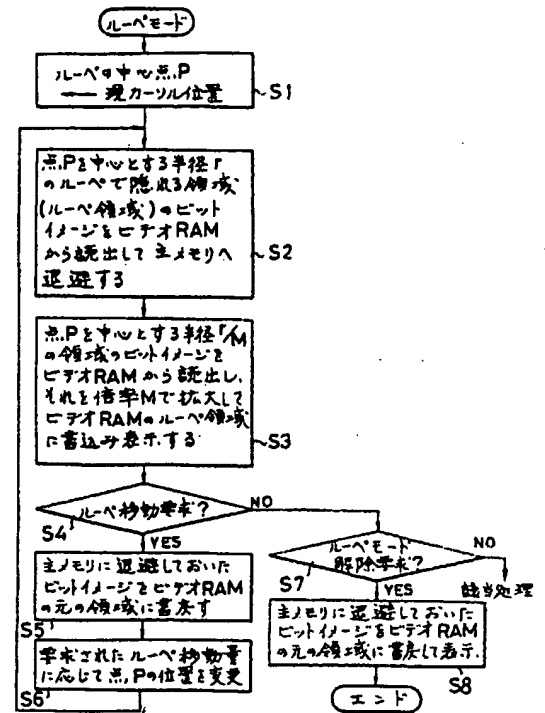 ルーペモード
ルーペの中心点P
← 現カーソル位置
S1
点Pを中心とする半径r
のルーペで隠れる領域
(ルーペ領域)のビット
イメージをビデオRAM
から読出して主メモリへ
退避する
S2
点Pを中心とする半径r/M
の領域のビットイメージを
ビデオRAMから読出し、
それを倍率Mで拡大して
ビデオRAMのルーペ領域
に書込み表示する
S3
ルーペ移動要求?
NO
S4
YES
主メモリに退避しておいた
ビットイメージをビデオRAM
の元の領域に書戻す
S5
要求されたルーペ移動量
に応じて点Pの位置を変更
S6
ルーペモード
解除要求?
NO
S7
YES
該当処理
主メモリに退避しておいた
ビットイメージをビデオRAM
の元の領域に書戻して表示
S8
エンド